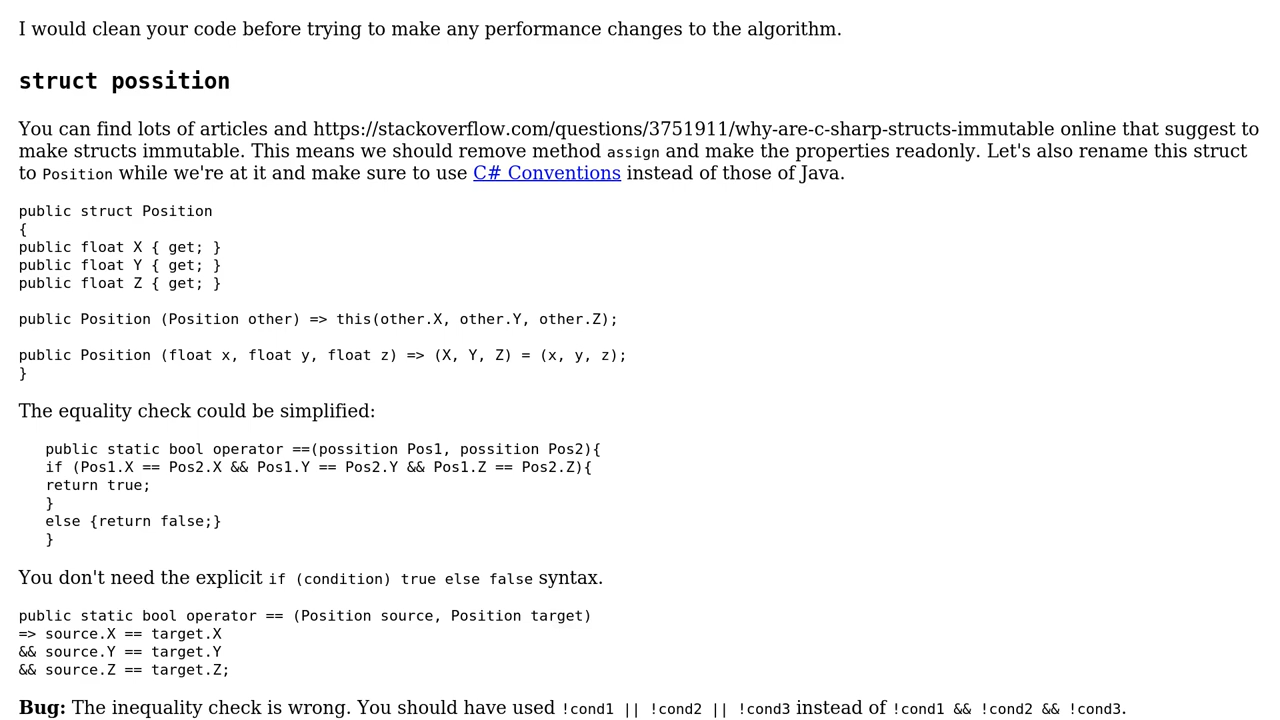 I would clean your code before trying to make any performance changes to the algorithm.
struct possition
You can find lots of articles and https://stackoverflow.com/questions/3751911/why-are-c-sharp-structs-immutable online that suggest to
make structs immutable. This means we should remove method assign and make the properties readonly. Let's also rename this struct
to Position while we're at it and make sure to use C# Conventions instead of those of Java.
public struct Position
{
public float X { get; }
public float Y { get; }
public float Z { get; }
public Position (Position other) => this(other.X, other.Y, other.Z);
public Position (float x, float y, float z) => (X, Y, Z) = (x, y, z);
}
The equality check could be simplified:
public static bool operator ==(possition Pos1, possition Pos2){
if (Pos1.X == Pos2.X && Pos1.Y == Pos2.Y && Pos1.Z == Pos2.Z){
return true;
}
else {return false;}
}
You don't need the explicit if (condition) true else false syntax.
public static bool operator == (Position source, Position target)
=> source.X == target.X
&& source.Y == target.Y
&& source.Z == target.Z;
Bug: The inequality check is wrong. You should have used !cond1 || !cond2 || !cond3 instead of !cond1 && !cond2 && !cond3.